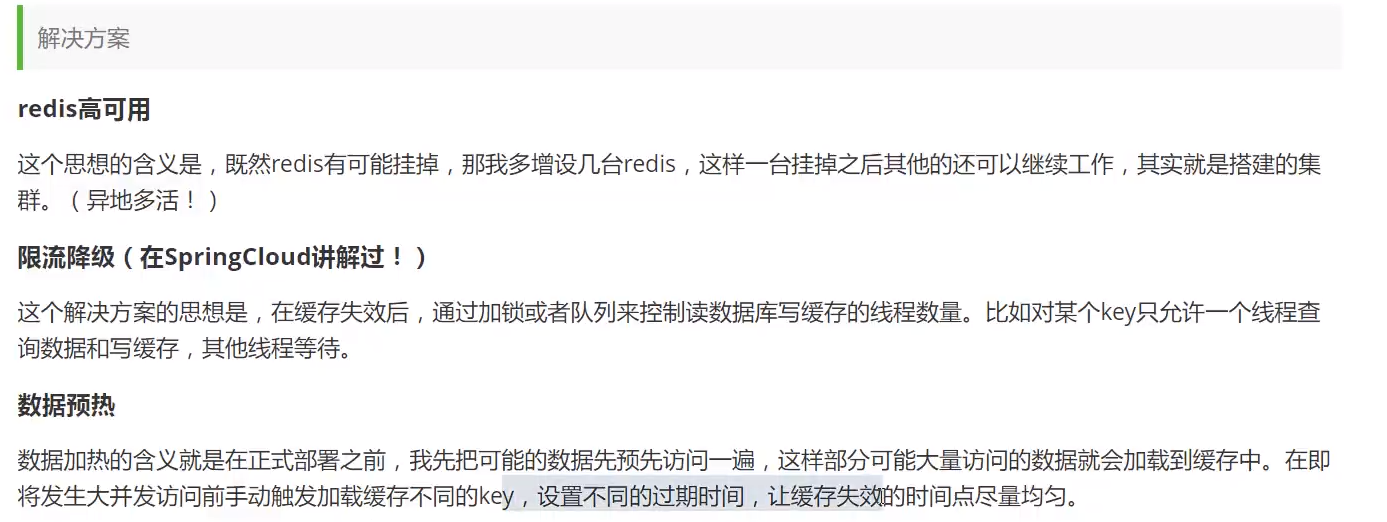 解决方案
redis高可用
这个思想的含义是，既然redis有可能挂掉，那我多增设几台redis，这样一台挂掉之后其他的还可以继续工作，其实就是搭建的集
群。（异地多活！）
限流降级（在SpringCloud讲解过！）
这个解决方案的思想是，在缓存失效后，通过加锁或者队列来控制读数据库写缓存的线程数量。比如对某个key只允许一个线程查
询数据和写缓存，其他线程等待。
数据预热
数据加热的含义就是在正式部署之前，我先把可能的数据先预先访问一遍，这样部分可能大量访问的数据就会加载到缓存中。在即
将发生大并发访问前手动触发加载缓存不同的key，设置不同的过期时间，让缓存失效的时间点尽量均匀。